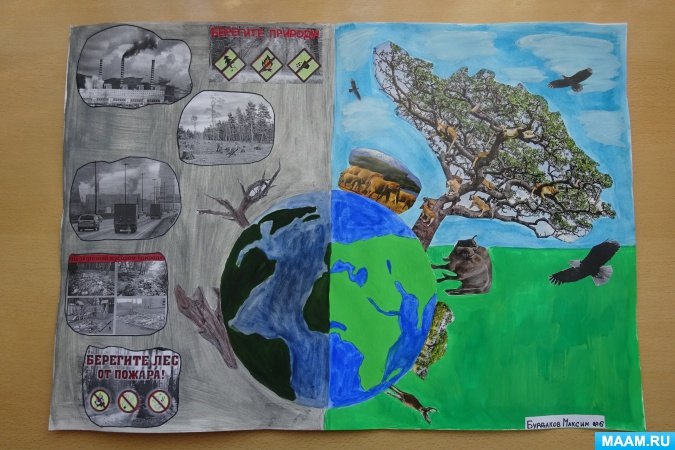 БЕРЕГИТЕ ПРИРОДУ
БЕРЕГИТЕ ЛЕС
ОТ ПОЖАРА!
БУРДАКОВ МАКСИМ
MAAM.RU